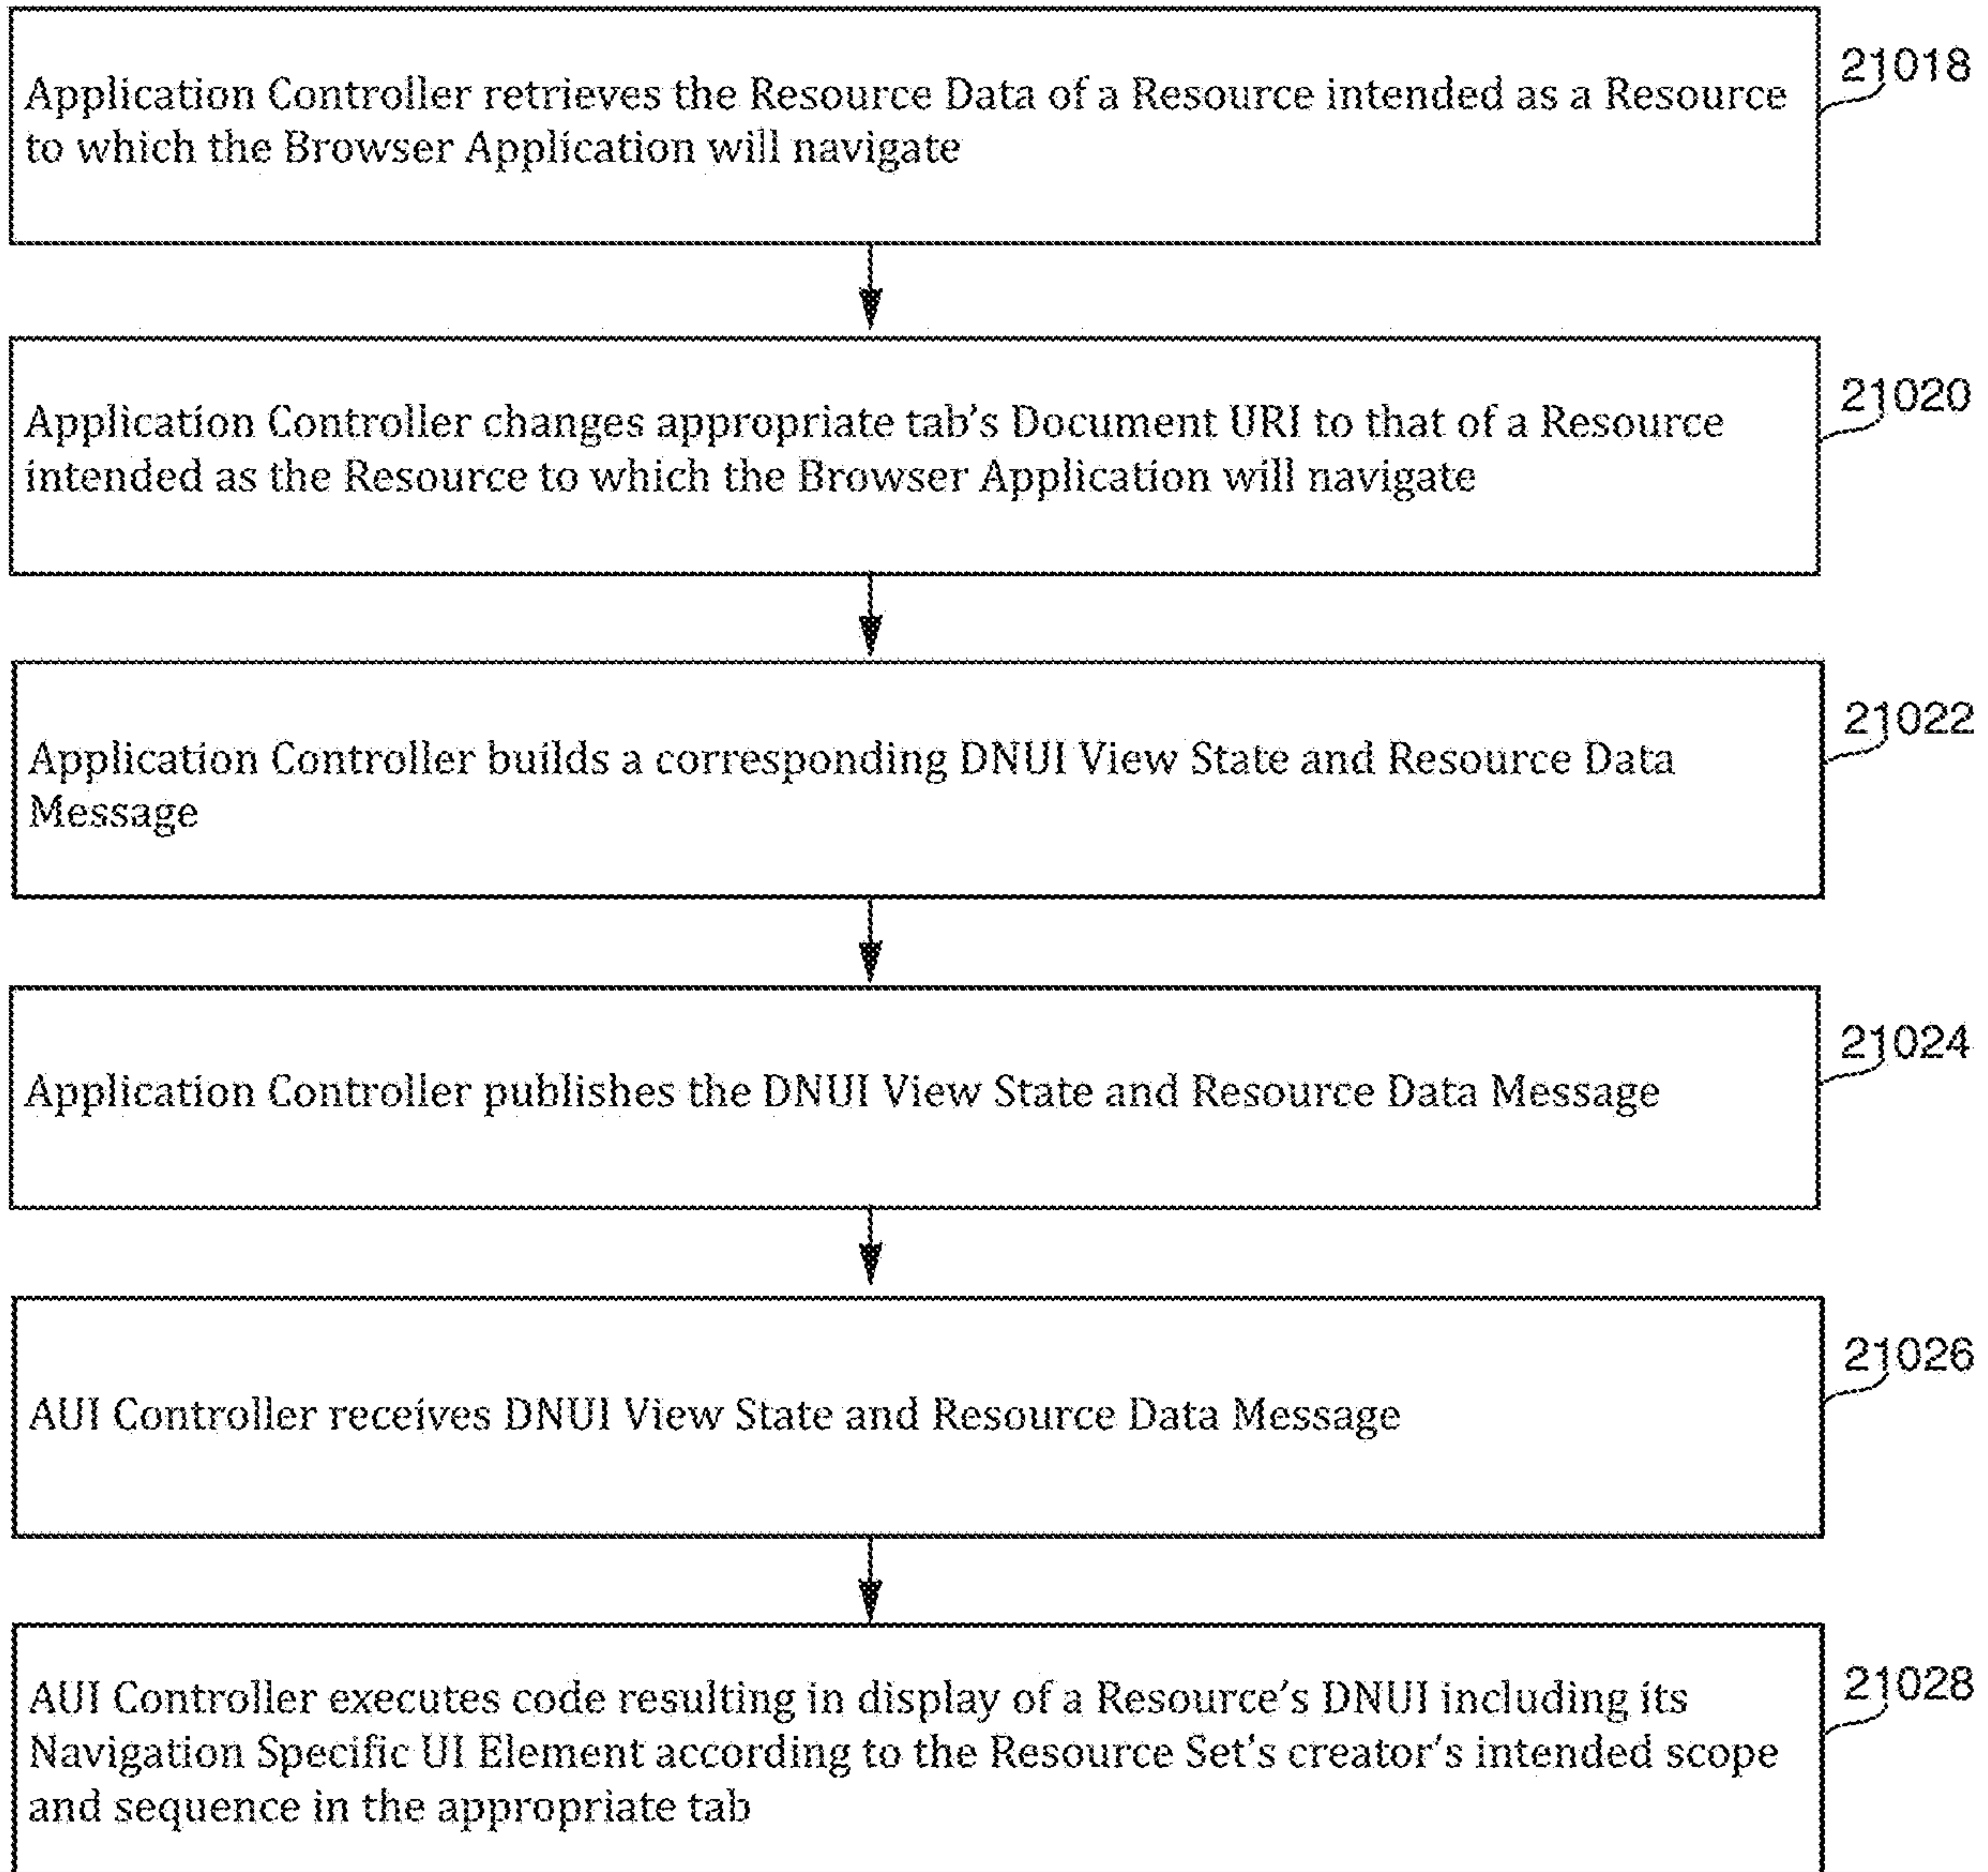 Application Controller retrieves the Resource Data of a Resource intended as a Resource
to which the Browser Application will navigate
21018
Application Controller changes appropriate tab's Document URI to that of a Resource
intended as the Resource to which the Browser Application will navigate
21020
Application Controller builds a corresponding DNUI View State and Resource Data
Message
21022
Application Controller publishes the DNUI View State and Resource Data Message
21024
AUI Controller receives DNUI View State and Resource Data Message
21026
AUI Controller executes code resulting in display of a Resource's DNUI including its
Navigation Specific UI Element according to the Resource Set's creator's intended scope
and sequence in the appropriate tab
21028